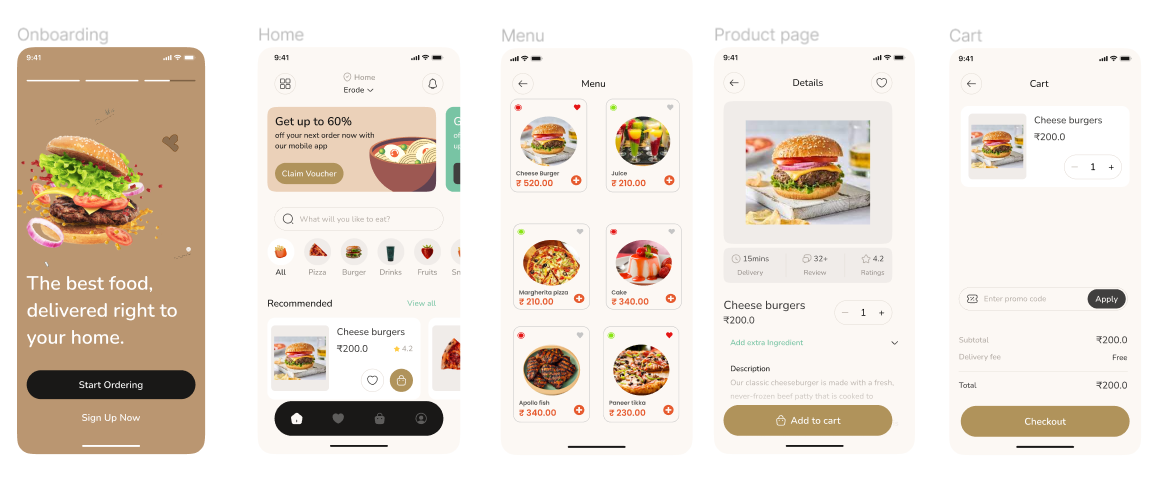 Onboarding
9:41
The best food,
delivered right to
your home.
Start Ordering
Sign Up Now
Home
9:41
Home
Erode
Get up to 60%
off your next order now with
our mobile app
Claim Voucher
G
What will you like to eat?
All
Pizza
Burger
Drinks
Fruits
Recommended
View all
Cheese burgers
₹200.0
4.2
Menu
9:41
Menu
Cheese Burger
₹ 520.00
Juice
₹ 210.00
Margherita pizza
₹ 210.00
Cake
₹ 340.00
Apollo fish
₹ 340.00
Paneer tikka
₹ 230.00
Product page
9:41
Details
15mins
Delivery
32+
Review
4.2
Ratings
Cheese burgers
₹200.0
− 1 +
Add extra ingredient
Description
Our classic cheeseburger is made with a fresh,
never-frozen beef patty that is cooked to
Add to cart
Cart
9:41
Cart
Cheese burgers
₹200.0
− 1 +
Enter promo code
Apply
Subtotal ₹200.0
Delivery fee Free
Total ₹200.0
Checkout